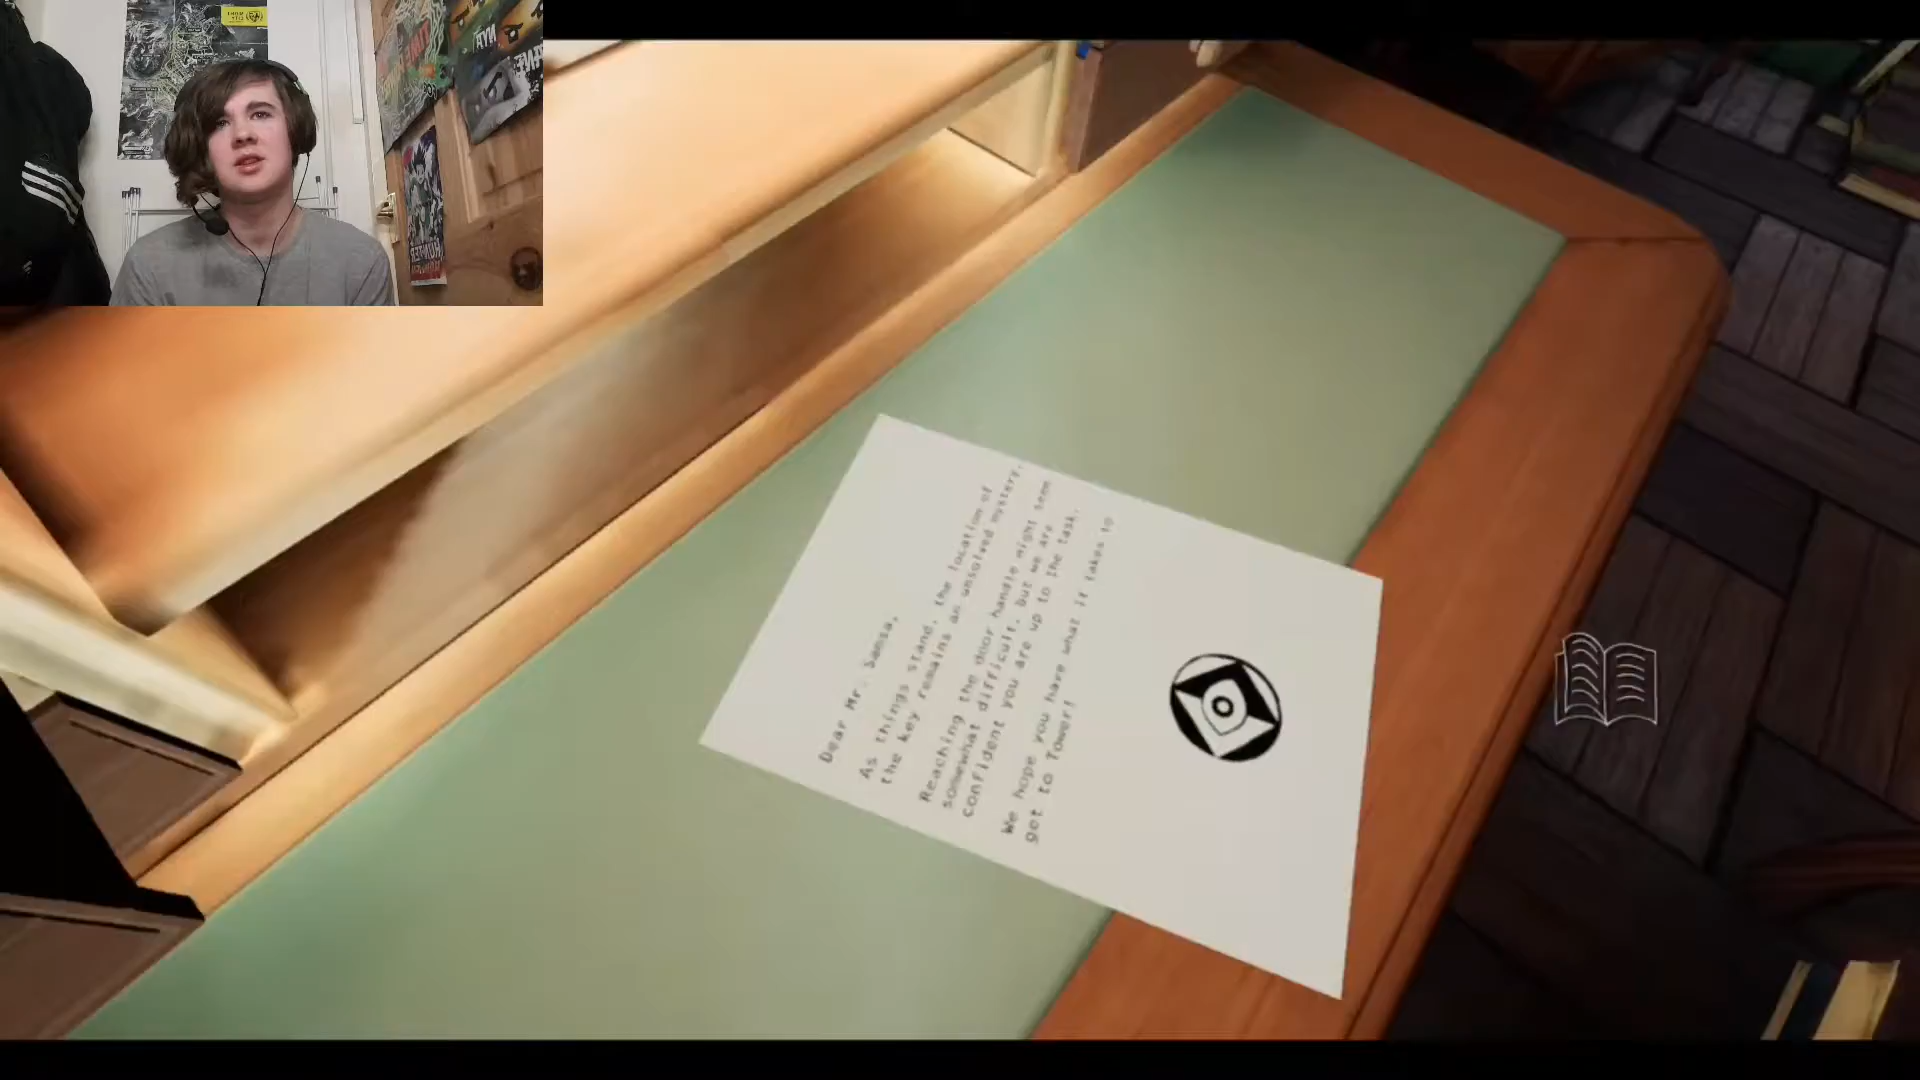 Dear Mr. Samsa,
As things stand, the location of
the key remains an unsolved mystery.
Reaching the door handle might seem
somewhat difficult, but we are
confident you are up to the task.
We hope you have what it takes to
get to Tower!
NYA
HUNTER